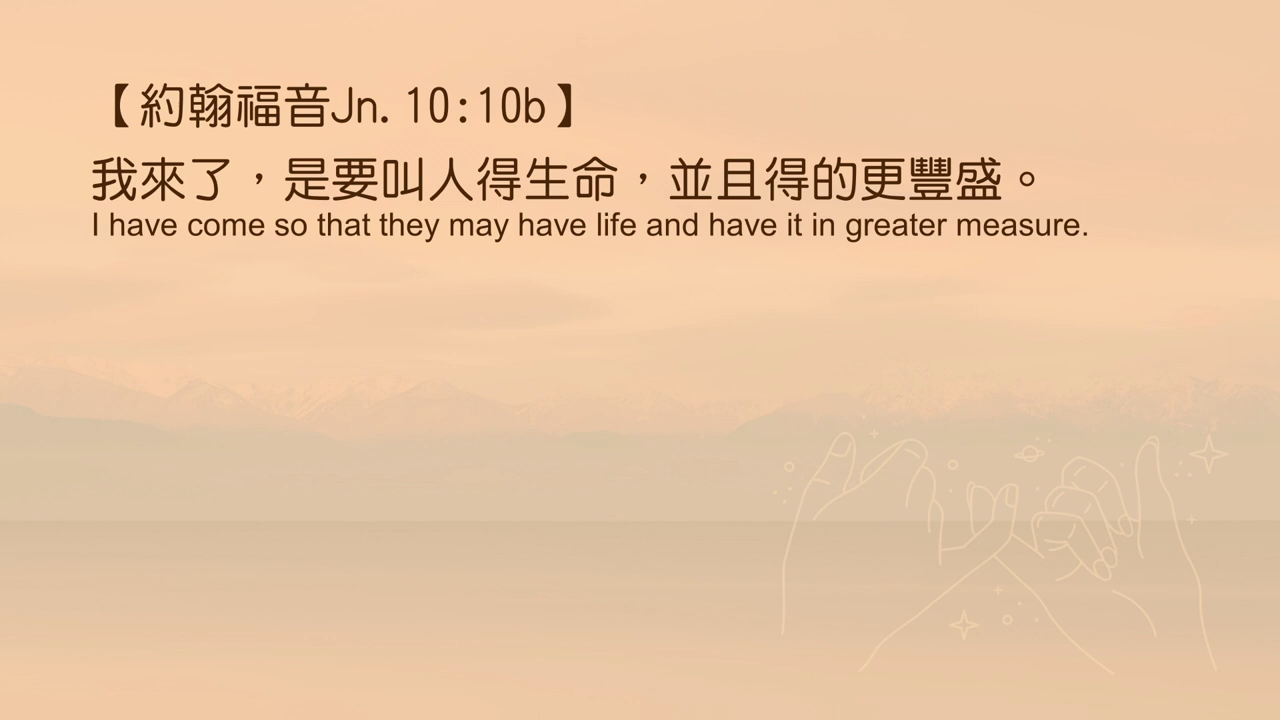 【約翰福音Jn. 10:10b】
我來了，是要叫人得生命，並且得的更豐盛。
I have come so that they may have life and have it in greater measure.